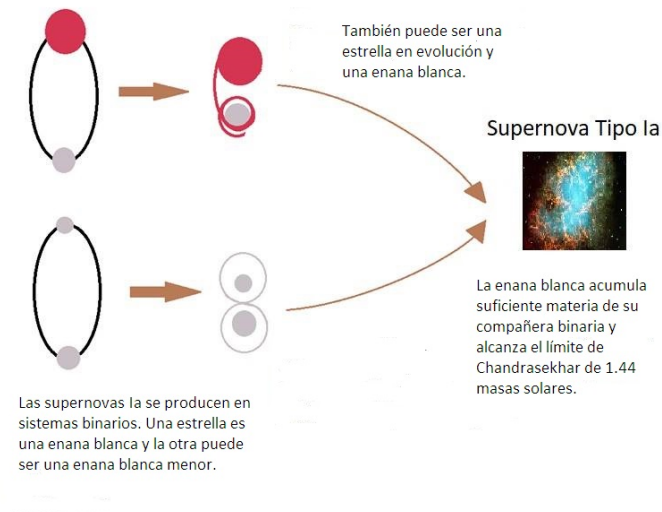 También puede ser una
estrella en evolución y
una enana blanca.
Supernova Tipo Ia
La enana blanca acumula
suficiente materia de su
compañera binaria y
alcanza el límite de
Chandrasekhar de 1.44
masas solares.
Las supernovas Ia se producen en
sistemas binarios. Una estrella es
una enana blanca y la otra puede
ser una enana blanca menor.